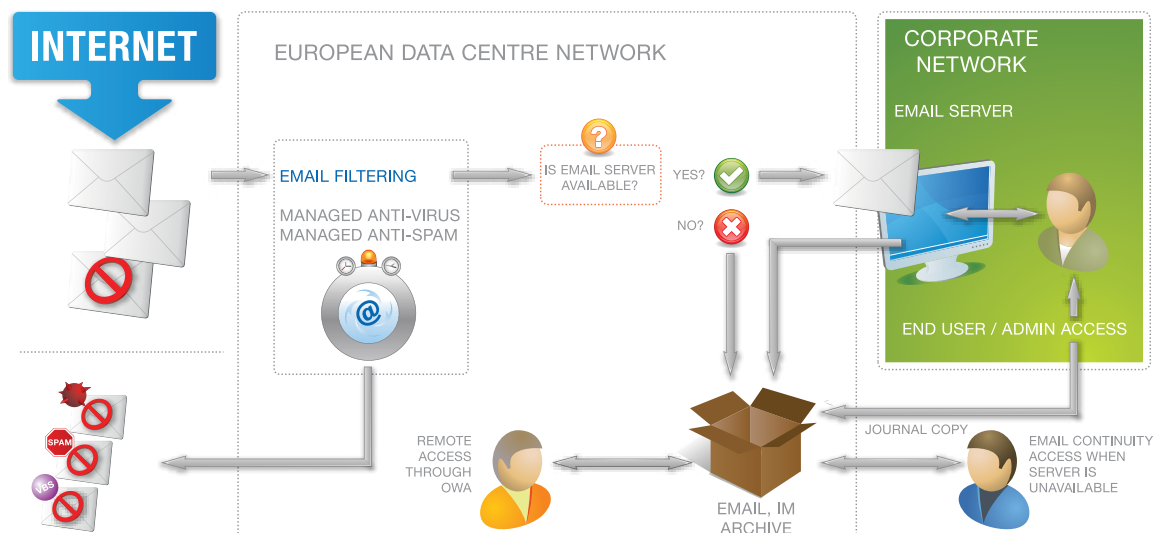 INTERNET
EUROPEAN DATA CENTRE NETWORK
CORPORATE
NETWORK
EMAIL SERVER
EMAIL FILTERING
MANAGED ANTI-VIRUS
MANAGED ANTI-SPAM
@
?
IS EMAIL SERVER
AVAILABLE?
YES?
NO?
END USER / ADMIN ACCESS
SPAM
VBS
REMOTE
ACCESS
THROUGH
OWA
JOURNAL COPY
EMAIL CONTINUITY
ACCESS WHEN
SERVER IS
UNAVAILABLE
EMAIL, IM
ARCHIVE